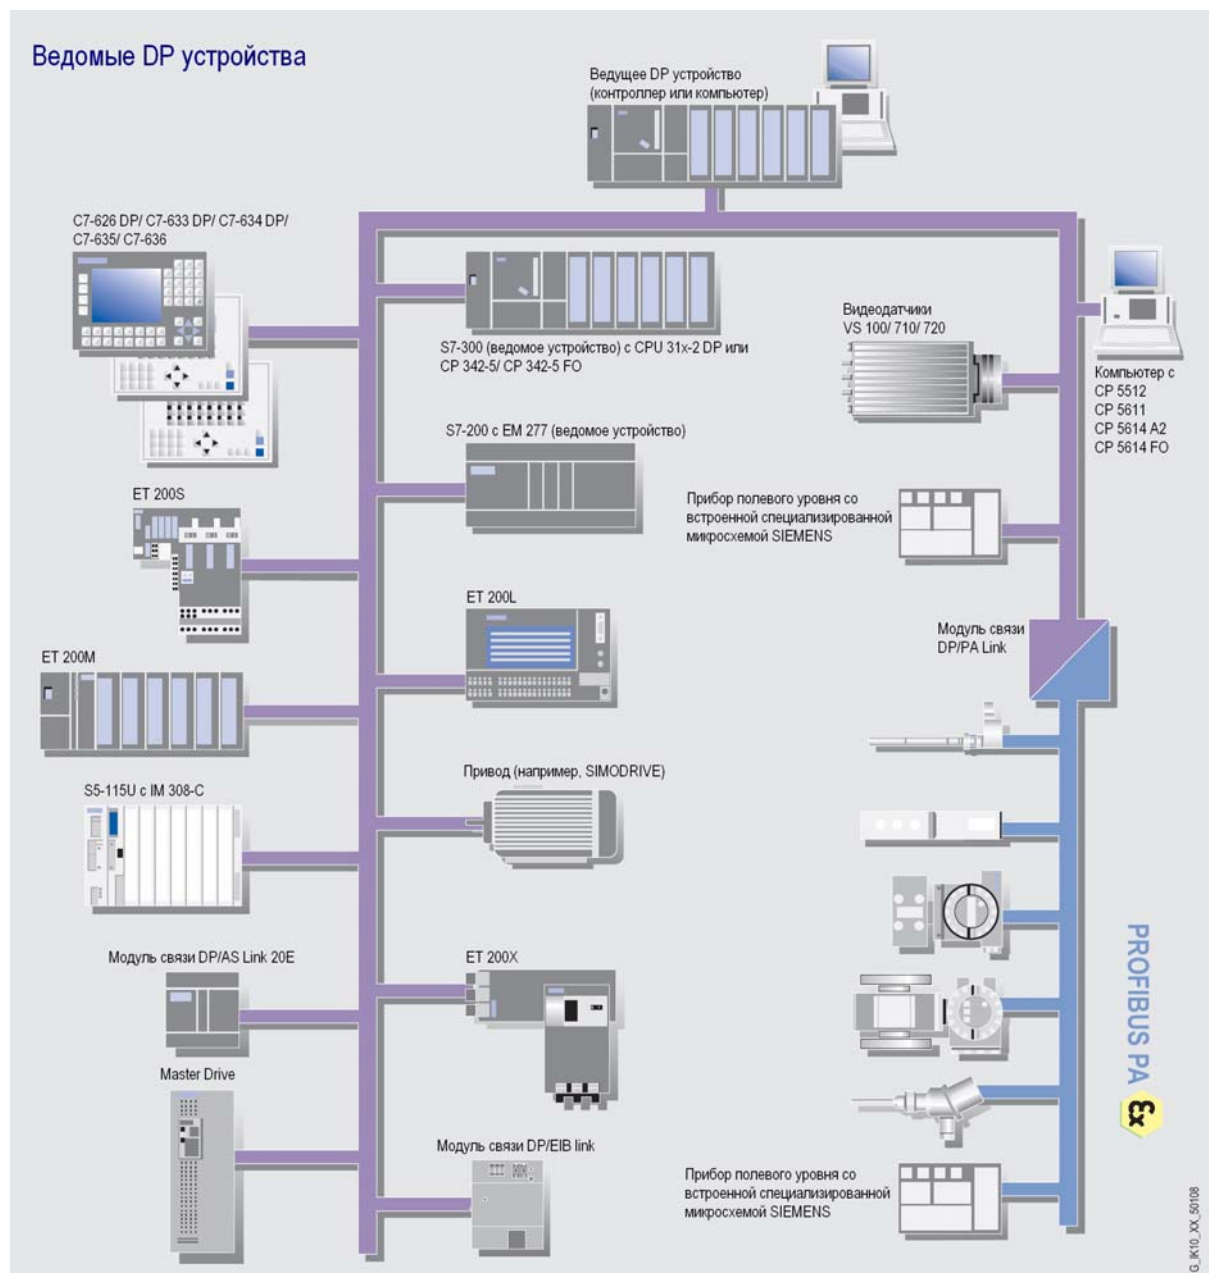 Ведомые DP устройства
Ведущее DP устройство
(контроллер или компьютер)
C7-626 DP/ C7-633 DP/ C7-634 DP/
C7-635/ C7-636
S7-300 (ведомое устройство) с CPU 31x-2 DP или
CP 342-5/ CP 342-5 FO
Видеодатчики
VS 100/ 710/ 720
Компьютер с
CP 5512
CP 5611
CP 5614 A2
CP 5614 FO
S7-200 с EM 277 (ведомое устройство)
ET 200S
Прибор полевого уровня со
встроенной специализированной
микросхемой SIEMENS
ET 200L
Модуль связи
DP/PA Link
ET 200M
Привод (например, SIMODRIVE)
S5-115U с IM 308-C
Модуль связи DP/AS Link 20E
ET 200X
PROFIBUS PA
Ex
Master Drive
Модуль связи DP/EIB link
Прибор полевого уровня со
встроенной специализированной
микросхемой SIEMENS
G_IK10_XX_50108